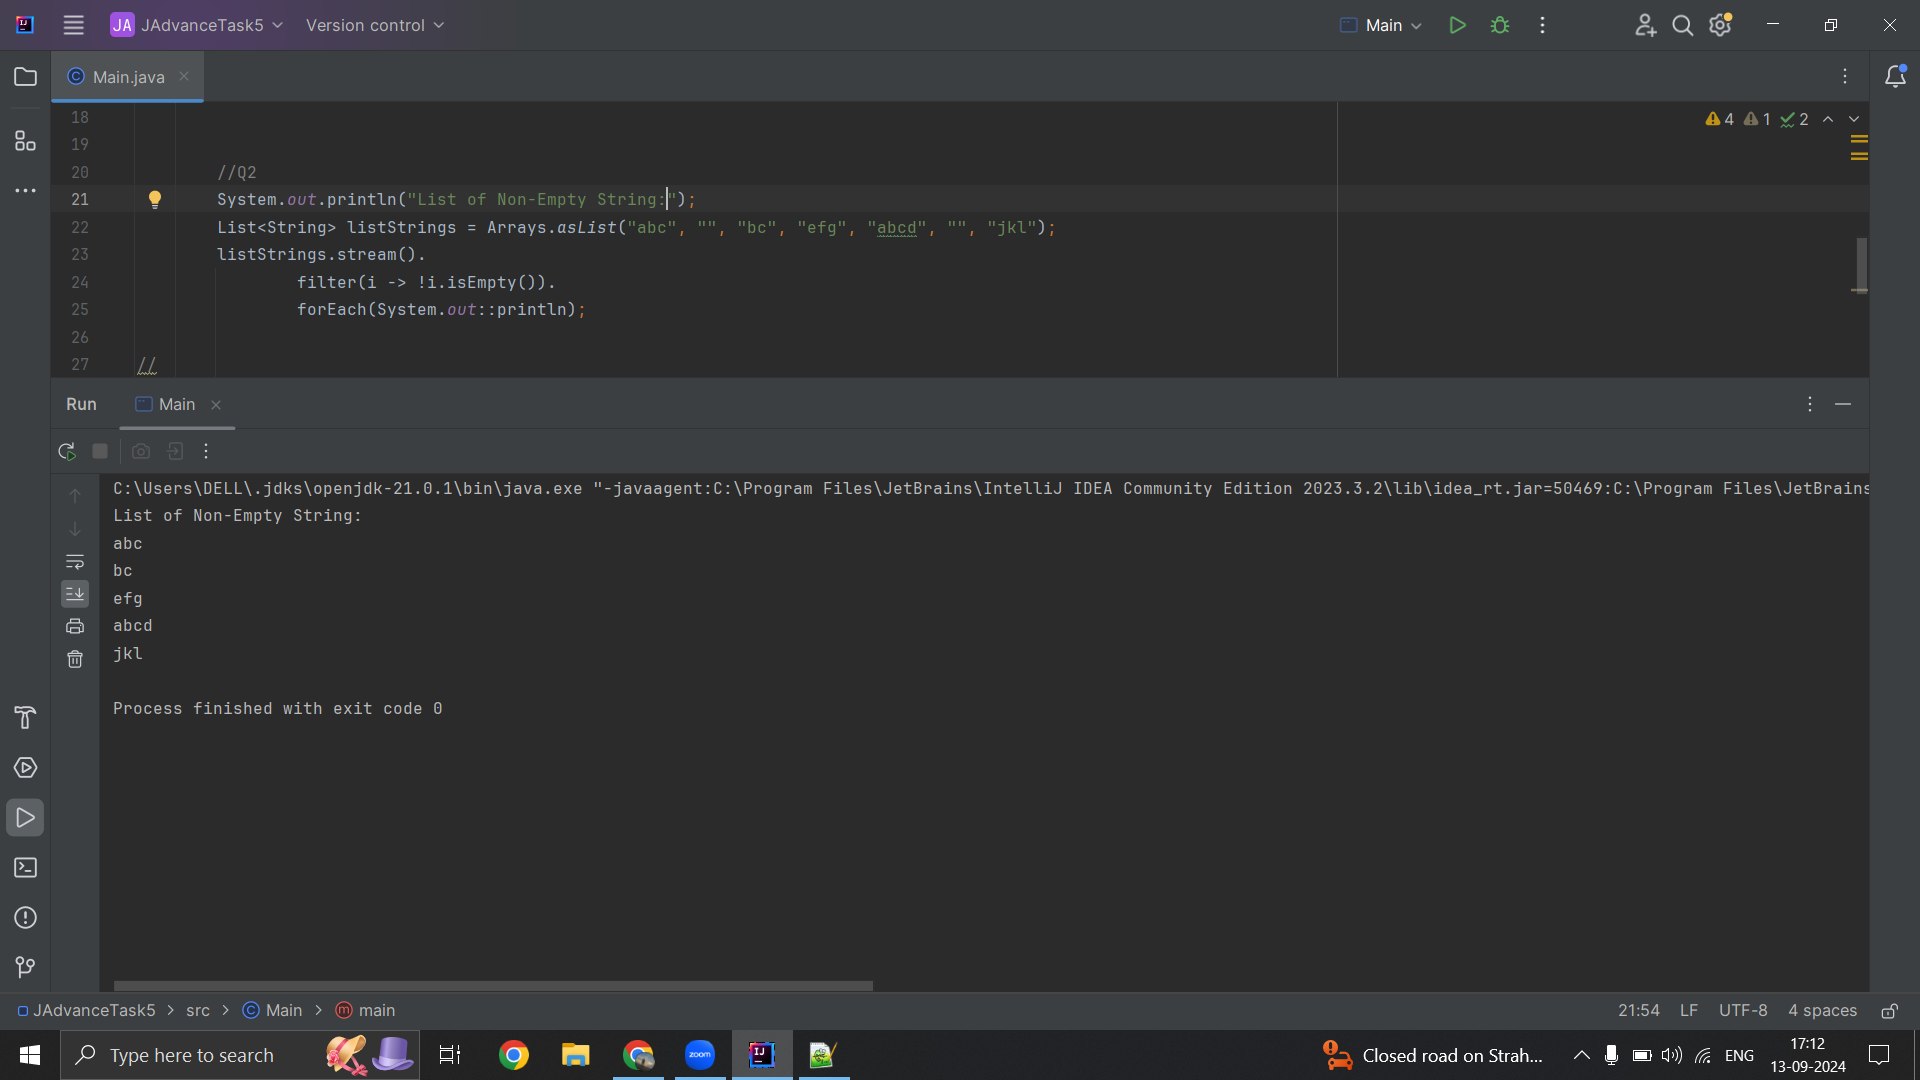 JA JAdvanceTask5 Version control Main
Main.java
4 1 2
18
19
20 //Q2
21 System.out.println("List of Non-Empty String:");
22 List<String> listStrings = Arrays.asList("abc", "", "bc", "efg", "abcd", "", "jkl");
23 listStrings.stream().
24 filter(i -> !i.isEmpty()).
25 forEach(System.out::println);
26
27 //
Run Main
C:\Users\DELL\.jdks\openjdk-21.0.1\bin\java.exe "-javaagent:C:\Program Files\JetBrains\IntelliJ IDEA Community Edition 2023.3.2\lib\idea_rt.jar=50469:C:\Program Files\JetBrains
List of Non-Empty String:
abc
bc
efg
abcd
jkl
Process finished with exit code 0
JAdvanceTask5 > src > Main > main 21:54 LF UTF-8 4 spaces
Type here to search zoom Closed road on Strah... ENG 17:12
13-09-2024